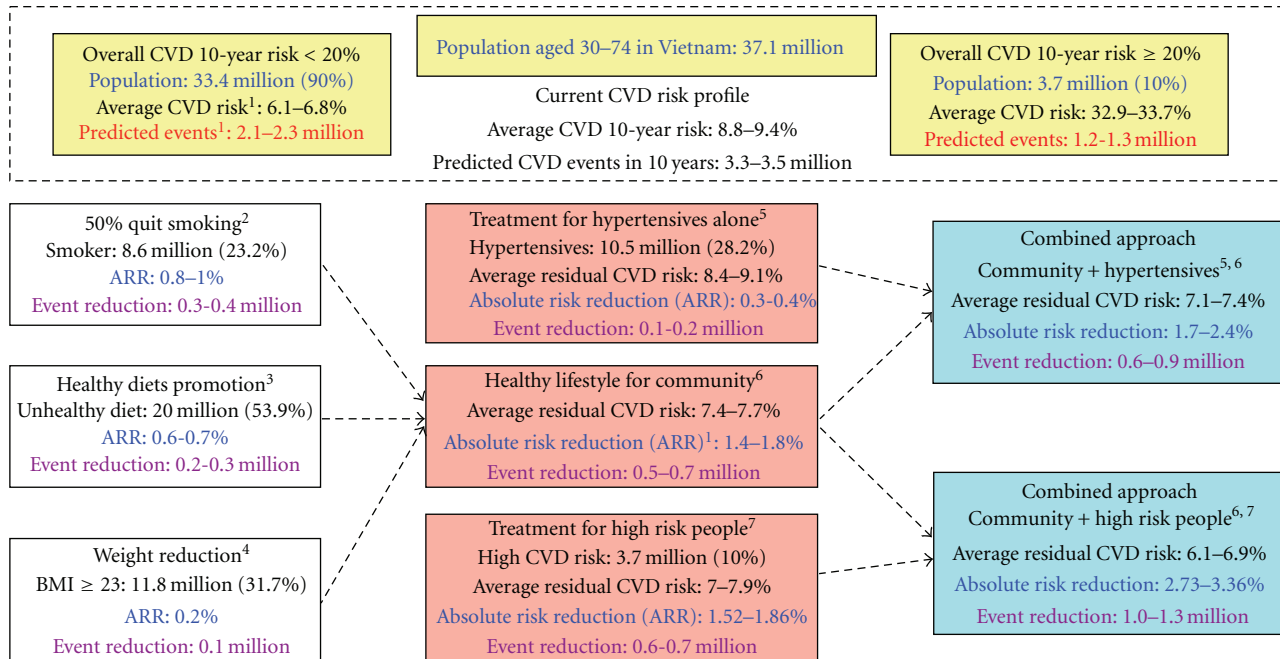 Overall CVD 10-year risk < 20%
Population: 33.4 million (90%)
Average CVD risk¹: 6.1–6.8%
Predicted events¹: 2.1–2.3 million
Population aged 30–74 in Vietnam: 37.1 million
Current CVD risk profile
Average CVD 10-year risk: 8.8–9.4%
Predicted CVD events in 10 years: 3.3–3.5 million
Overall CVD 10-year risk ≥ 20%
Population: 3.7 million (10%)
Average CVD risk: 32.9–33.7%
Predicted events: 1.2-1.3 million
50% quit smoking²
Smoker: 8.6 million (23.2%)
ARR: 0.8–1%
Event reduction: 0.3-0.4 million
Healthy diets promotion³
Unhealthy diet: 20 million (53.9%)
ARR: 0.6-0.7%
Event reduction: 0.2-0.3 million
Weight reduction⁴
BMI ≥ 23: 11.8 million (31.7%)
ARR: 0.2%
Event reduction: 0.1 million
Treatment for hypertensives alone⁵
Hypertensives: 10.5 million (28.2%)
Average residual CVD risk: 8.4–9.1%
Absolute risk reduction (ARR): 0.3-0.4%
Event reduction: 0.1-0.2 million
Healthy lifestyle for community⁶
Average residual CVD risk: 7.4–7.7%
Absolute risk reduction (ARR)¹: 1.4–1.8%
Event reduction: 0.5–0.7 million
Treatment for high risk people⁷
High CVD risk: 3.7 million (10%)
Average residual CVD risk: 7–7.9%
Absolute risk reduction (ARR): 1.52–1.86%
Event reduction: 0.6-0.7 million
Combined approach
Community + hypertensives⁵˒ ⁶
Average residual CVD risk: 7.1–7.4%
Absolute risk reduction: 1.7–2.4%
Event reduction: 0.6–0.9 million
Combined approach
Community + high risk people⁶˒ ⁷
Average residual CVD risk: 6.1–6.9%
Absolute risk reduction: 2.73–3.36%
Event reduction: 1.0–1.3 million